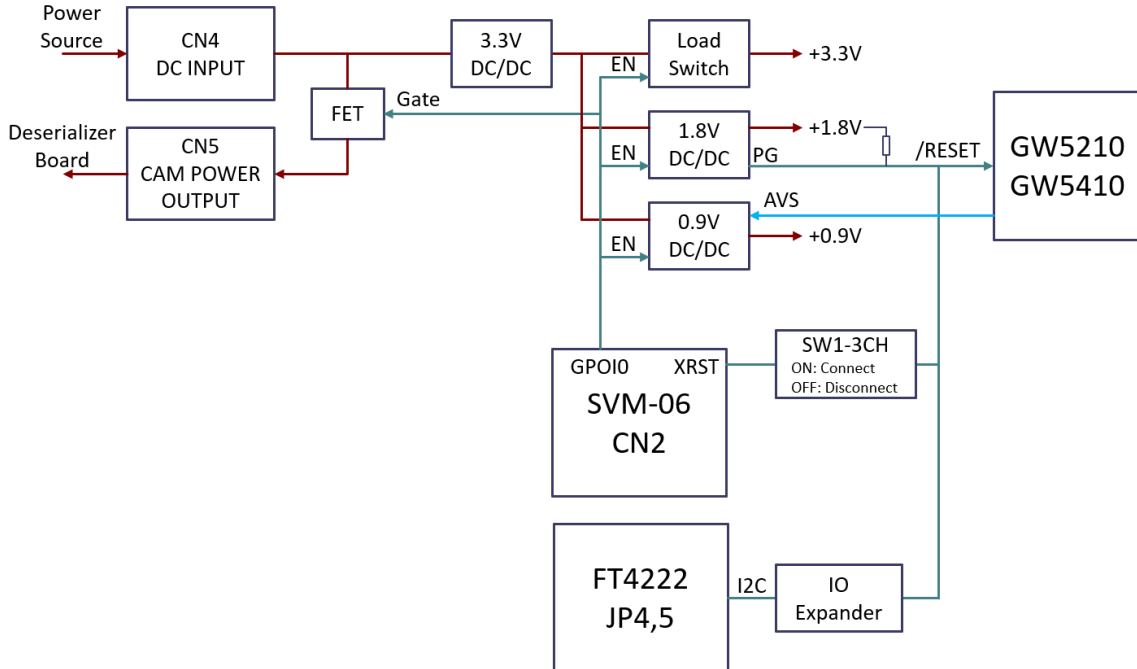 Power
Source
CN4
DC INPUT
3.3V
DC/DC
Load
Switch
+3.3V
EN
FET
Gate
Deserializer
Board
CN5
CAM POWER
OUTPUT
1.8V
DC/DC
+1.8V
EN
PG
/RESET
GW5210
GW5410
AVS
0.9V
DC/DC
+0.9V
EN
GPOI0
XRST
SVM-06
CN2
SW1-3CH
ON: Connect
OFF: Disconnect
FT4222
JP4,5
I2C
IO
Expander